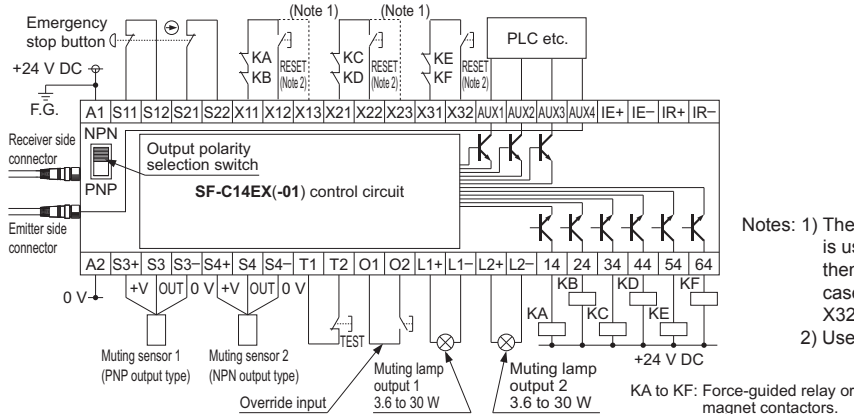 Emergency
stop button
+24 V DC
F.G.
(Note 1)
(Note 1)
KA
KB
RESET
(Note 2)
KC
KD
RESET
(Note 2)
KE
KF
RESET
(Note 2)
PLC etc.
A1 S11 S12 S21 S22 X11 X12 X13 X21 X22 X23 X31 X32 AUX1 AUX2 AUX3 AUX4 IE+ IE– IR+ IR–
Receiver side
connector
NPN
PNP
Output polarity
selection switch
SF-C14EX(-01) control circuit
Emitter side
connector
A2 S3+ S3 S3– S4+ S4 S4– T1 T2 O1 O2 L1+ L1– L2+ L2– 14 24 34 44 54 64
0 V
+V OUT 0 V +V OUT 0 V
TEST
KA
KB
KC
KD
KE
KF
+24 V DC
Muting sensor 1
(PNP output type)
Muting sensor 2
(NPN output type)
Override input
Muting lamp
output 1
3.6 to 30 W
Muting lamp
output 2
3.6 to 30 W
Notes: 1) The
is us
ther
case
X32
2) Use
KA to KF: Force-guided relay or
magnet contactors.